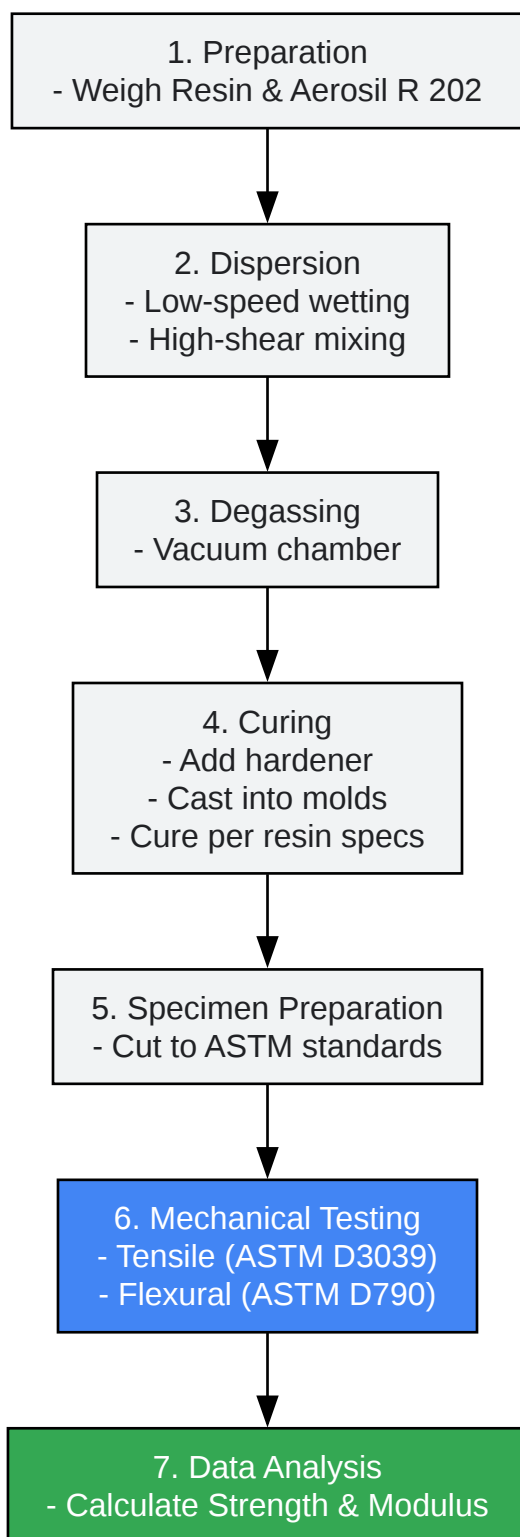 1. Preparation
- Weigh Resin & Aerosil R 202
2. Dispersion
- Low-speed wetting
- High-shear mixing
3. Degassing
- Vacuum chamber
4. Curing
- Add hardener
- Cast into molds
- Cure per resin specs
5. Specimen Preparation
- Cut to ASTM standards
6. Mechanical Testing
- Tensile (ASTM D3039)
- Flexural (ASTM D790)
7. Data Analysis
- Calculate Strength & Modulus